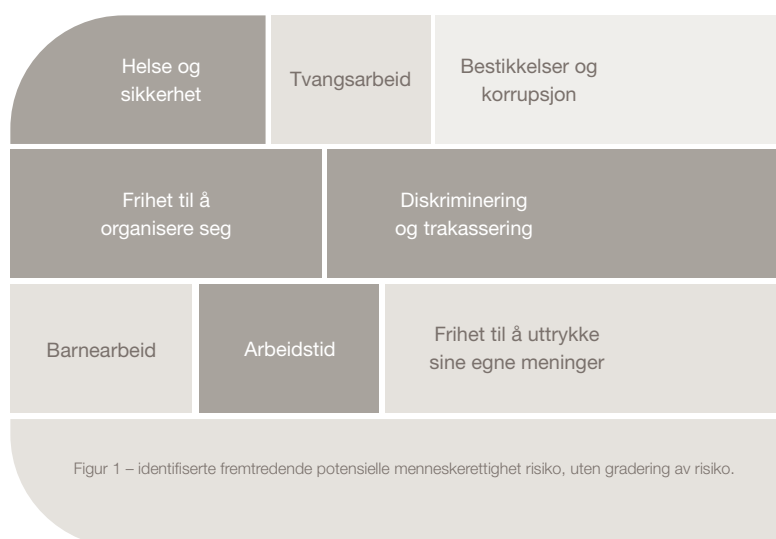 Helse og
sikkerhet
Tvangsarbeid
Bestikkelser og
korrupsjon
Frihet til å
organisere seg
Diskriminering
og trakassering
Barnearbeid
Arbeidstid
Frihet til å uttrykke
sine egne meninger
Figur 1 – identifiserte fremtredende potensielle menneskerettighet risiko, uten gradering av risiko.